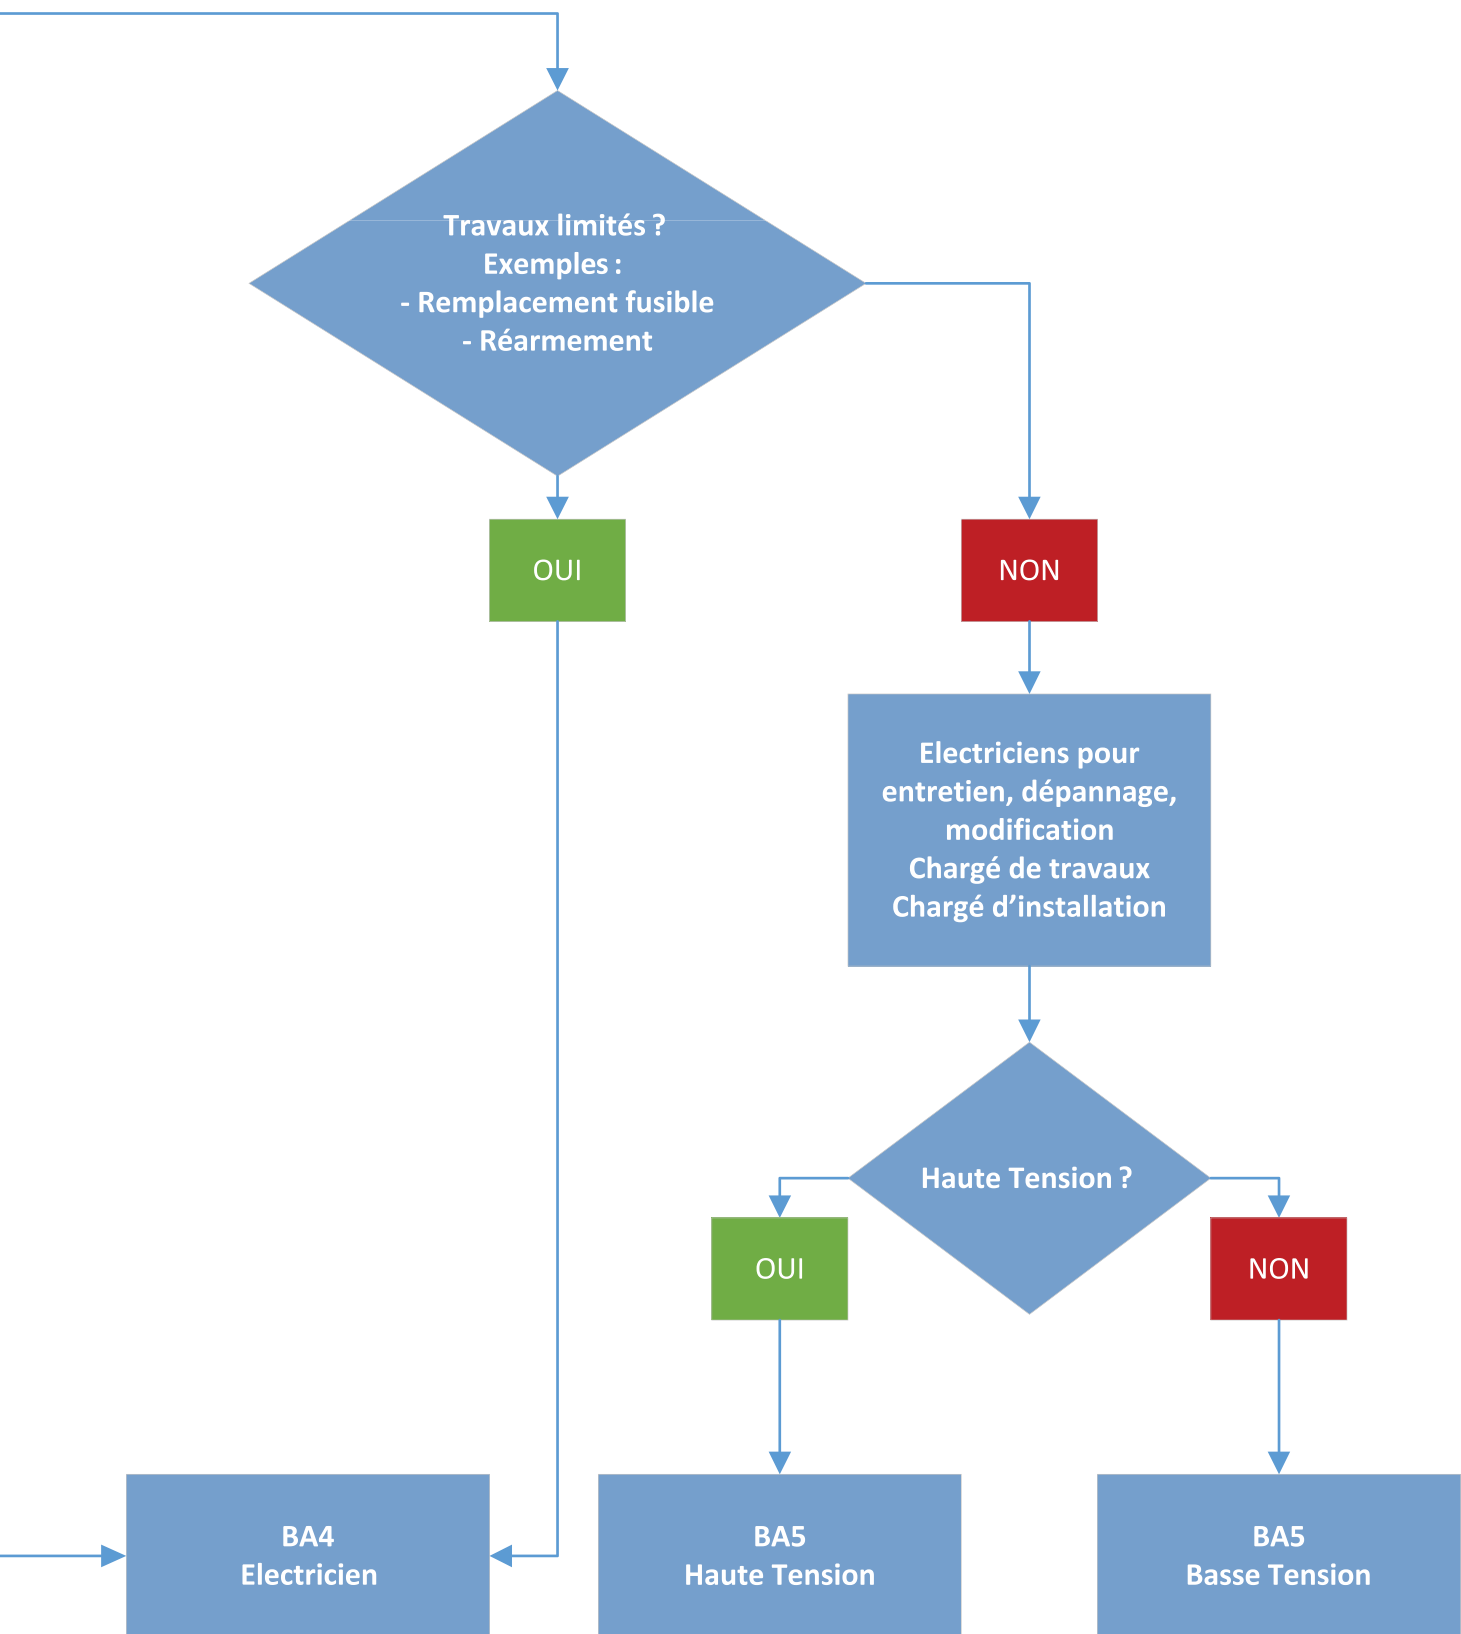 Travaux limités ?
Exemples :
- Remplacement fusible
- Réarmement
OUI
NON
Electriciens pour
entretien, dépannage,
modification
Chargé de travaux
Chargé d’installation
Haute Tension ?
OUI
NON
BA4
Electricien
BA5
Haute Tension
BA5
Basse Tension